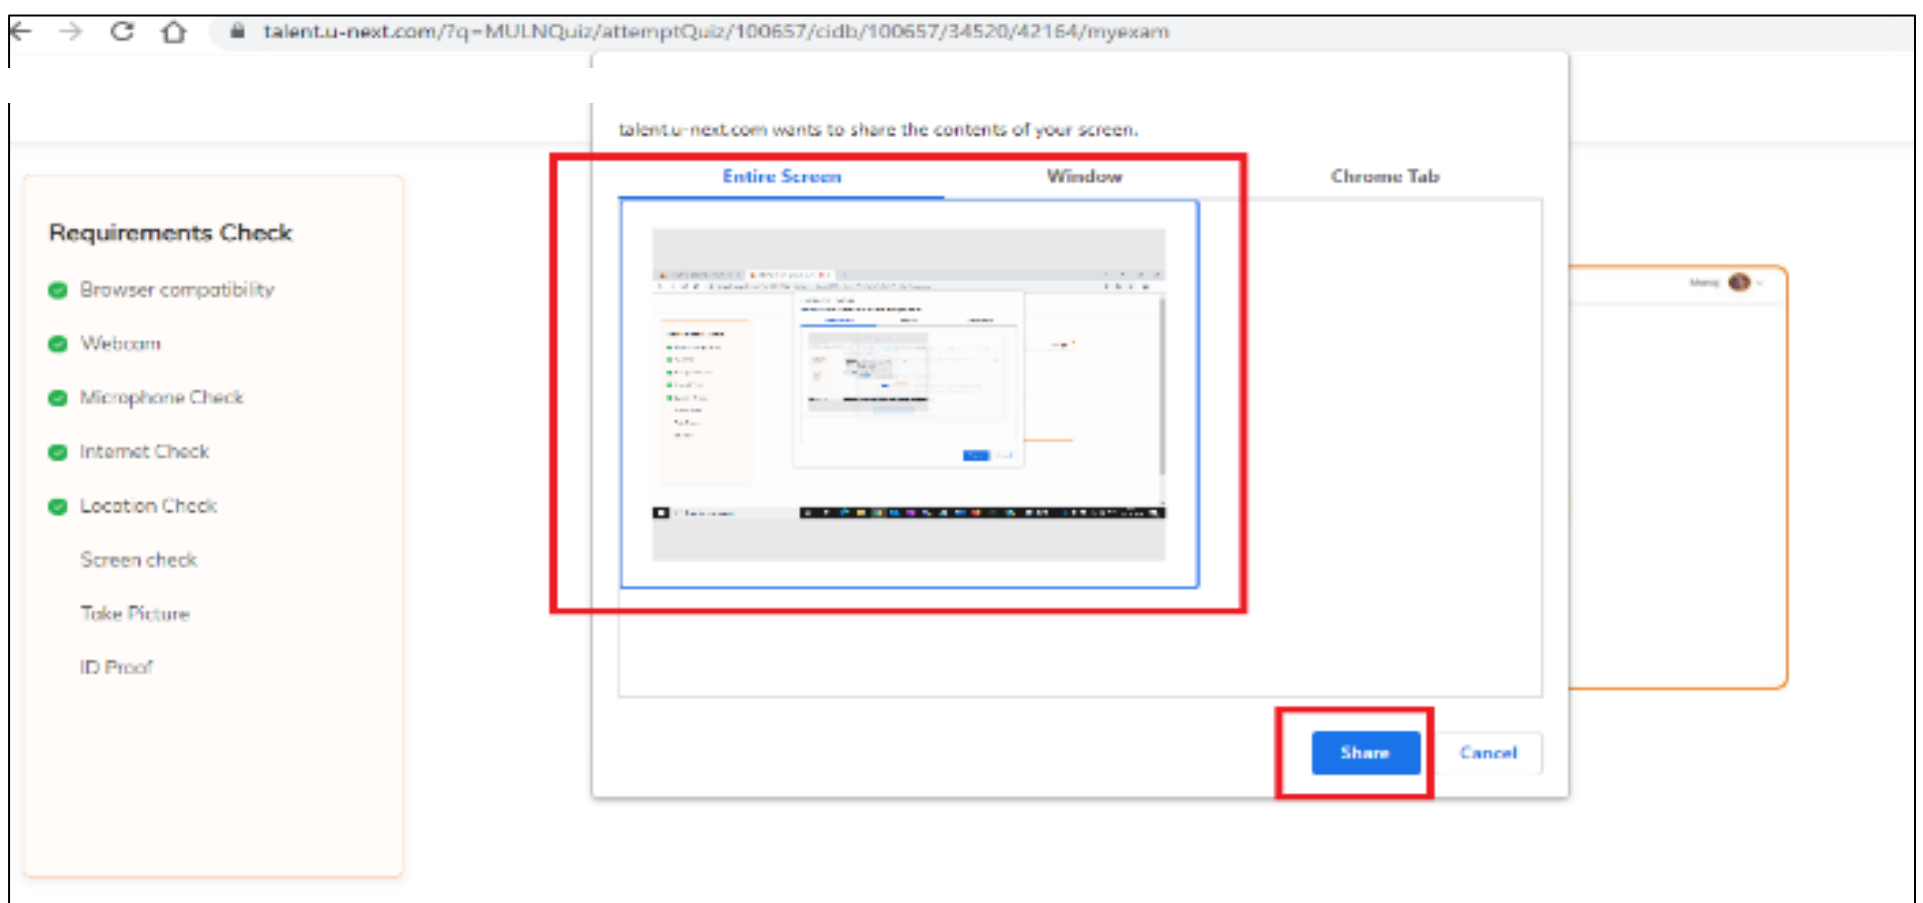 talent.u-next.com/?q=MULNQuiz/attemptQuiz/100657/cidb/100657/34520/42164/myexam
talent.u-next.com wants to share the contents of your screen.
Entire Screen Window Chrome Tab
Requirements Check
Browser compatibility
Webcam
Microphone Check
Internet Check
Location Check
Screen check
Take Picture
ID Proof
Share Cancel